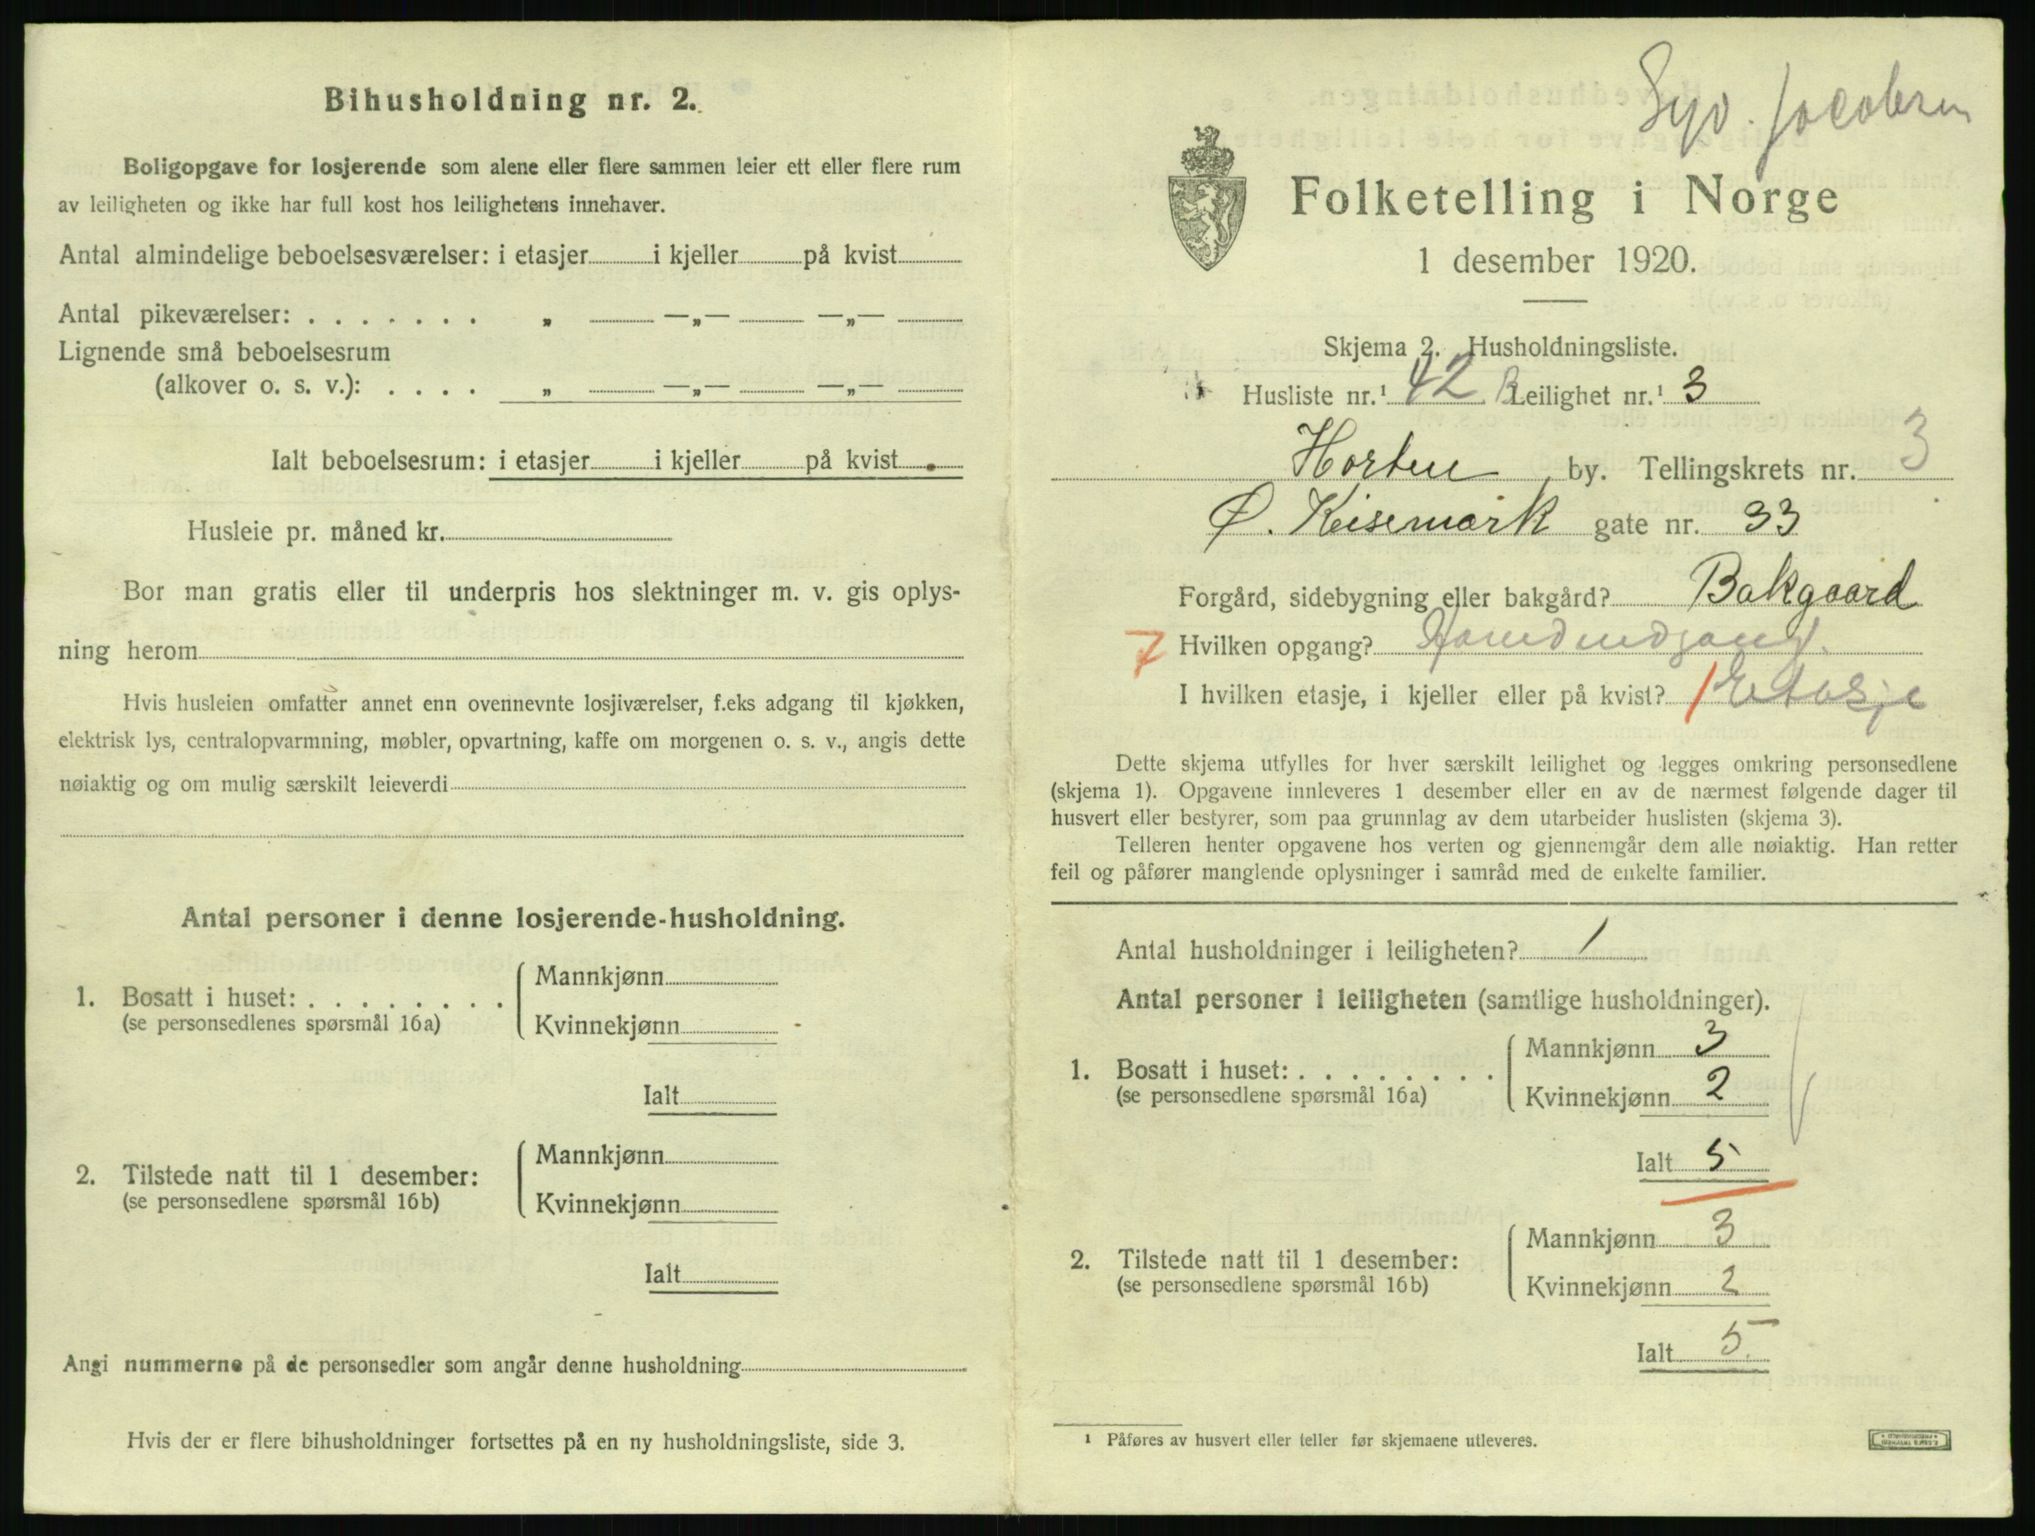 Bihusholdning nr. 2.
Boligopgave for losjerende som alene eller flere sammen leier ett eller flere rum
av leiligheten og ikke har full kost hos leilighetens innehaver.
Antal almindelige beboelsesværelser: i etasjer i kjeller på kvist
Antal pikeværelser: . . . . . . . „ —„— —„—
Lignende små beboelsesrum
(alkover o. s. v.): . . . . „ —„— —„—
Ialt beboelsesrum: i etasjer i kjeller på kvist
Husleie pr. måned kr.
Bor man gratis eller til underpris hos slektninger m. v. gis oplys-
ning herom
Hvis husleien omfatter annet enn ovennevnte losjiværelser, f.eks adgang til kjøkken,
elektrisk lys, centralopvarmning, møbler, opvartning, kaffe om morgenen o. s. v., angis dette
nøiaktig og om mulig særskilt leieverdi
Antal personer i denne losjerende-husholdning.
1. Bosatt i huset: . . . . . . . .
(se personsedlenes spørsmål 16a)
Mannkjønn
Kvinnekjønn
Ialt
2. Tilstede natt til 1 desember:
(se personsedlene spørsmål 16b)
Mannkjønn
Kvinnekjønn
Ialt
Angi nummerne på de personsedler som angår denne husholdning
Hvis der er flere bihusholdninger fortsettes på en ny husholdningsliste, side 3.
Syv. Jacobsen
Folketelling i Norge
1 desember 1920.
Skjema 2. Husholdningsliste.
Husliste nr.¹ 42 B Leilighet nr.¹ 3
Horten by. Tellingskrets nr. 3
Ø. Keisemark gate nr. 33
Forgård, sidebygning eller bakgård? Bakgaard
7 Hvilken opgang?
I hvilken etasje, i kjeller eller på kvist? 1 Etasje
Dette skjema utfylles for hver særskilt leilighet og legges omkring personsedlene
(skjema 1). Opgavene innleveres 1 desember eller en av de nærmest følgende dager til
husvert eller bestyrer, som paa grunnlag av dem utarbeider huslisten (skjema 3).
Telleren henter opgavene hos verten og gjennemgår dem alle nøiaktig. Han retter
feil og påfører manglende oplysninger i samråd med de enkelte familier.
Antal husholdninger i leiligheten? 1
Antal personer i leiligheten (samtlige husholdninger).
1. Bosatt i huset: . . . . . . . .
(se personsedlene spørsmål 16a)
Mannkjønn 3
Kvinnekjønn 2
Ialt 5
2. Tilstede natt til 1 desember:
(se personsedlene spørsmål 16b)
Mannkjønn 3
Kvinnekjønn 2
Ialt 5.
¹ Påføres av husvert eller teller før skjemaene utleveres.